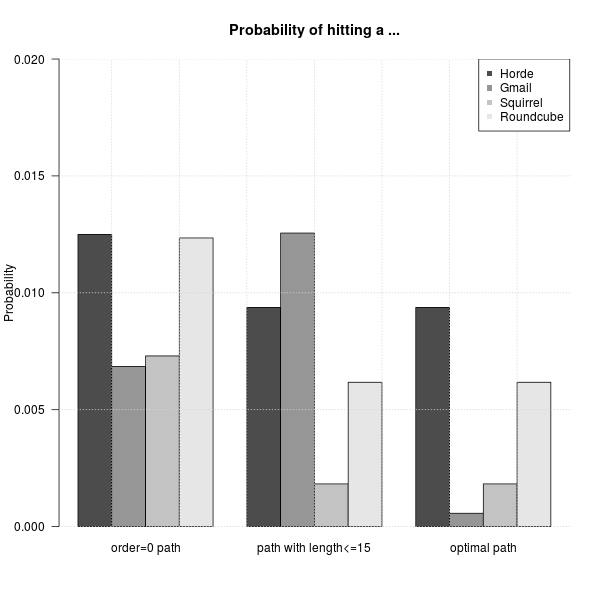 Probability of hitting a ...
0.020
Horde
Gmail
Squirrel
Roundcube
0.015
0.010
Probability
0.005
0.000
order=0 path
path with length<=15
optimal path